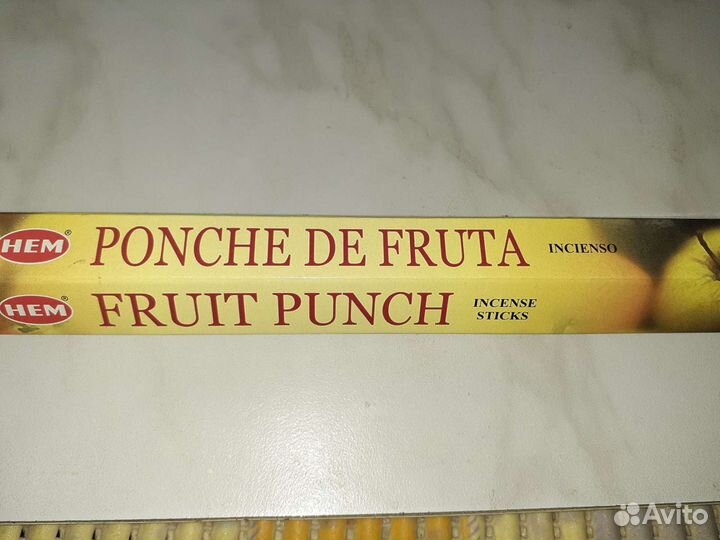 HEM® PONCHE DE FRUTA INCIENSO
HEM® FRUIT PUNCH INCENSE
STICKS
Avito